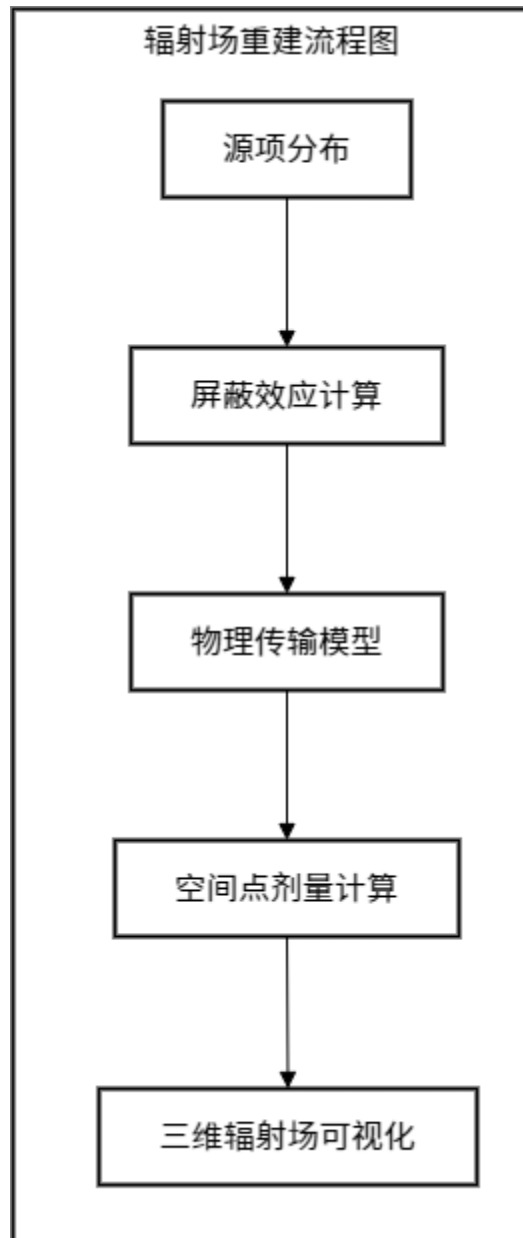 辐射场重建流程图
源项分布
屏蔽效应计算
物理传输模型
空间点剂量计算
三维辐射场可视化